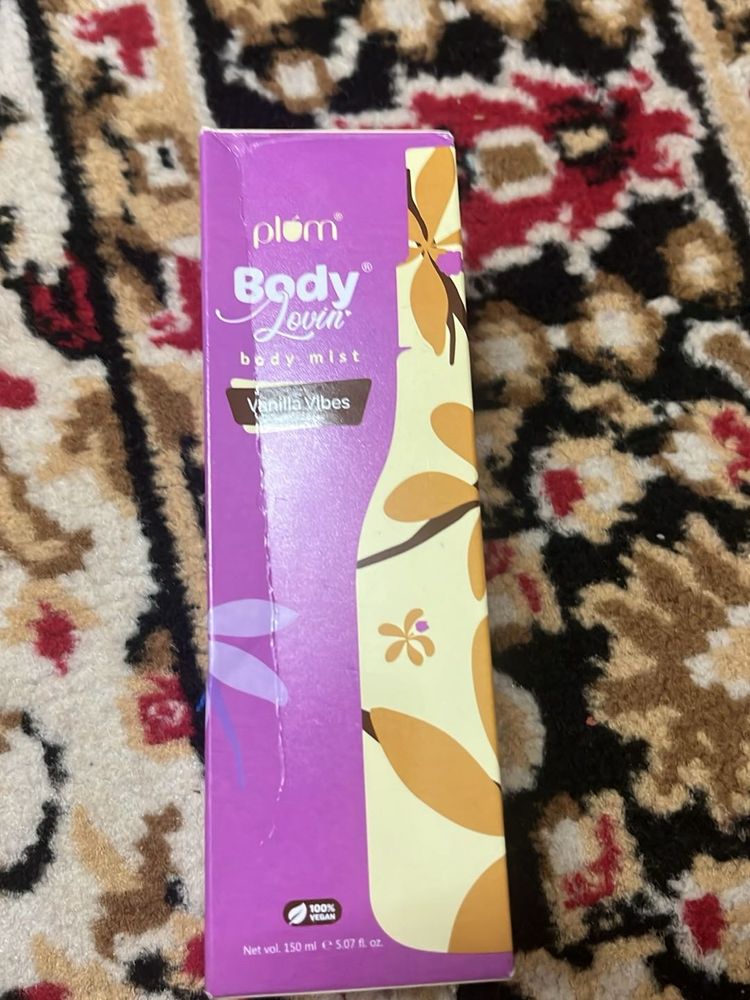 plum®
Body®
Lovin'
body mist
Vanilla Vibes
100%
VEGAN
Net vol. 150 ml ℮ 5.07 fl. oz.